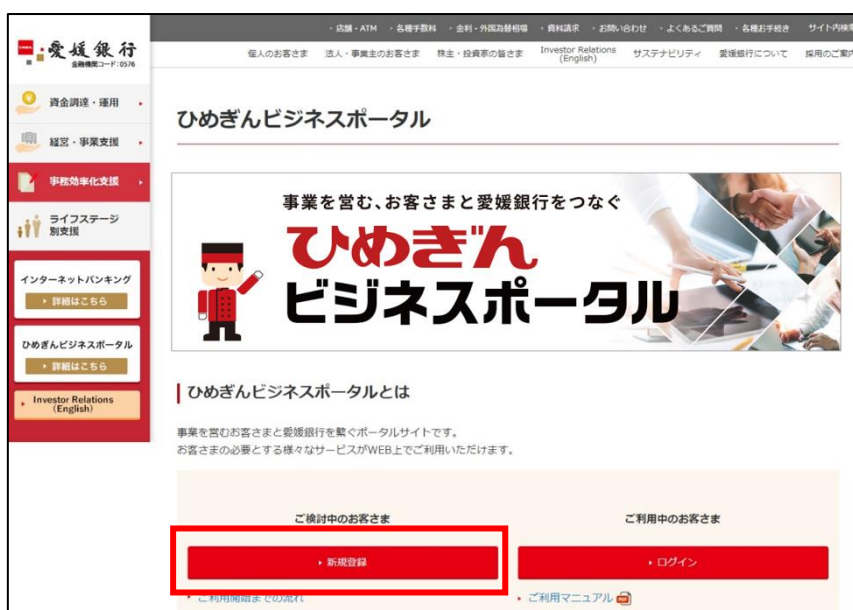 ・店舗・ATM ・各種手数料 ・金利・外国為替相場 ・資料請求 ・お問い合わせ ・よくあるご質問 ・各種お手続き サイト内検索
愛媛銀行
金融機関コード:0576
個人のお客さま 法人・事業主のお客さま 株主・投資家の皆さま Investor Relations (English) サステナビリティ 愛媛銀行について 採用のご案内
資金調達・運用
経営・事業支援
事務効率化支援
ライフステージ
別支援
インターネットバンキング
詳細はこちら
ひめぎんビジネスポータル
詳細はこちら
Investor Relations
(English)
ひめぎんビジネスポータル
事業を営む、お客さまと愛媛銀行をつなぐ
ひめぎん
ビジネスポータル
ひめぎんビジネスポータルとは
事業を営むお客さまと愛媛銀行を繋ぐポータルサイトです。
お客さまの必要とする様々なサービスがWEB上でご利用いただけます。
ご検討中のお客さま
新規登録
ご利用開始までの流れ
ご利用中のお客さま
ログイン
ご利用マニュアル